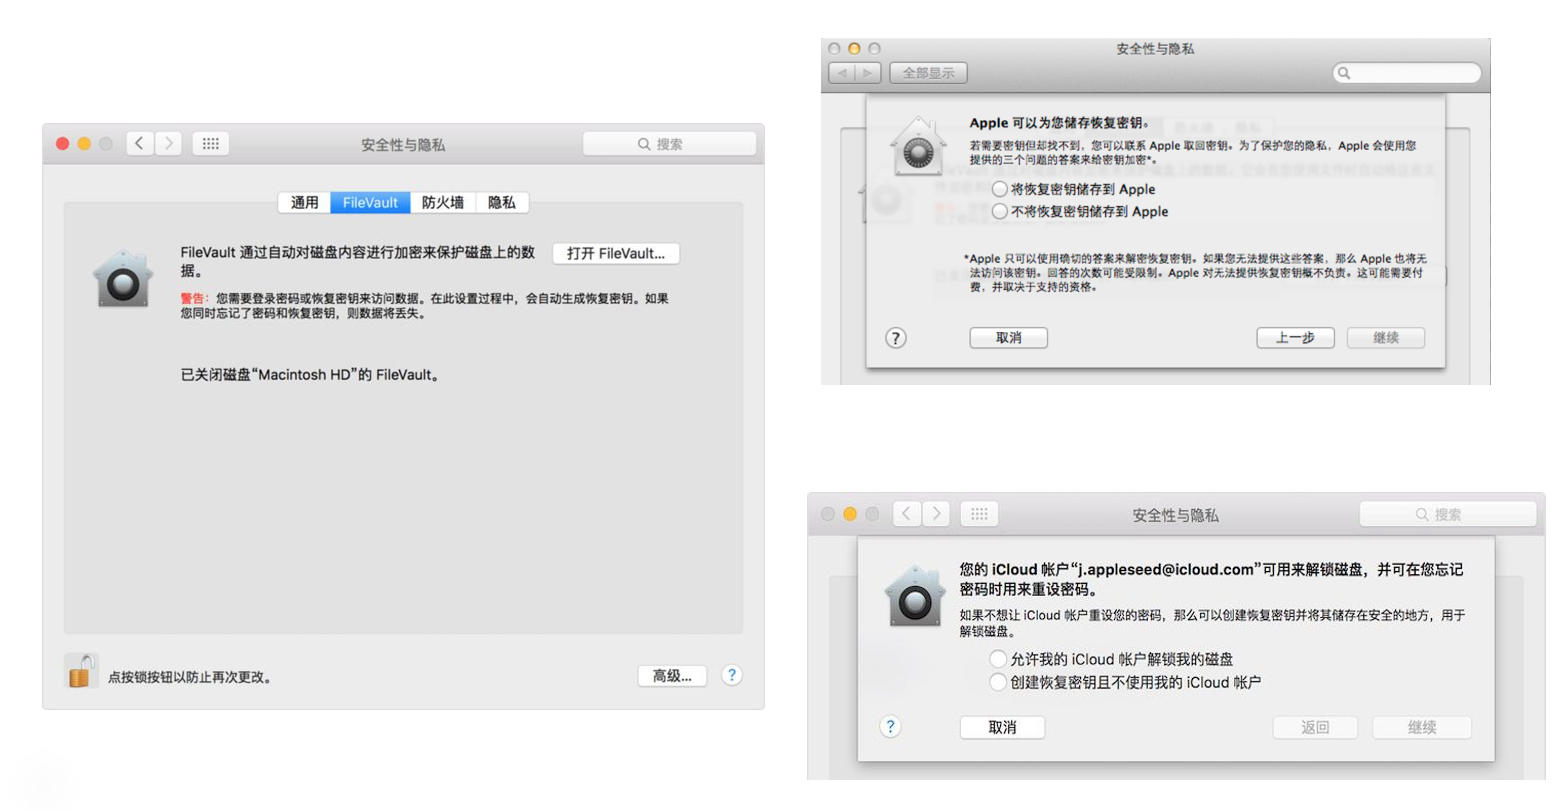 安全性与隐私
搜索
通用
FileVault
防火墙
隐私
FileVault 通过自动对磁盘内容进行加密来保护磁盘上的数
据。
打开 FileVault...
警告：您需要登录密码或恢复密钥来访问数据。在此设置过程中，会自动生成恢复密钥。如果
您同时忘记了密码和恢复密钥，则数据将丢失。
已关闭磁盘“Macintosh HD”的 FileVault。
点按锁按钮以防止再次更改。
高级...
?
安全性与隐私
全部显示
Apple 可以为您储存恢复密钥。
若需要密钥但却找不到，您可以联系 Apple 取回密钥。为了保护您的隐私，Apple 会使用您
提供的三个问题的答案来给密钥加密*。
将恢复密钥储存到 Apple
不将恢复密钥储存到 Apple
*Apple 只可以使用确切的答案来解密恢复密钥。如果您无法提供这些答案，那么 Apple 也将无
法访问该密钥。回答的次数可能受限制。Apple 对无法提供恢复密钥概不负责。这可能需要付
费，并取决于支持的资格。
?
取消
上一步
继续
安全性与隐私
搜索
您的 iCloud 帐户“j.appleseed@icloud.com”可用来解锁磁盘，并可在您忘记
密码时用来重设密码。
如果不想让 iCloud 帐户重设您的密码，那么可以创建恢复密钥并将其储存在安全的地方，用于
解锁磁盘。
允许我的 iCloud 帐户解锁我的磁盘
创建恢复密钥且不使用我的 iCloud 帐户
?
取消
返回
继续